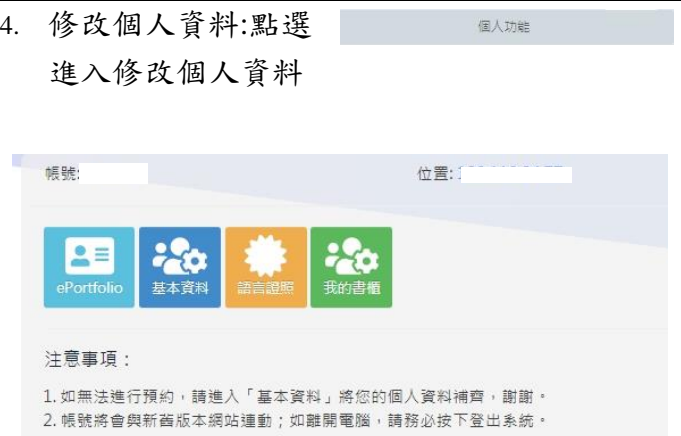 4. 修改個人資料:點選 個人功能
進入修改個人資料
帳號: 位置:
ePortfolio 基本資料 語言證照 我的書櫃
注意事項：
1. 如無法進行預約，請進入「基本資料」將您的個人資料補齊，謝謝。
2. 帳號將會與新舊版本網站連動；如離開電腦，請務必按下登出系統。